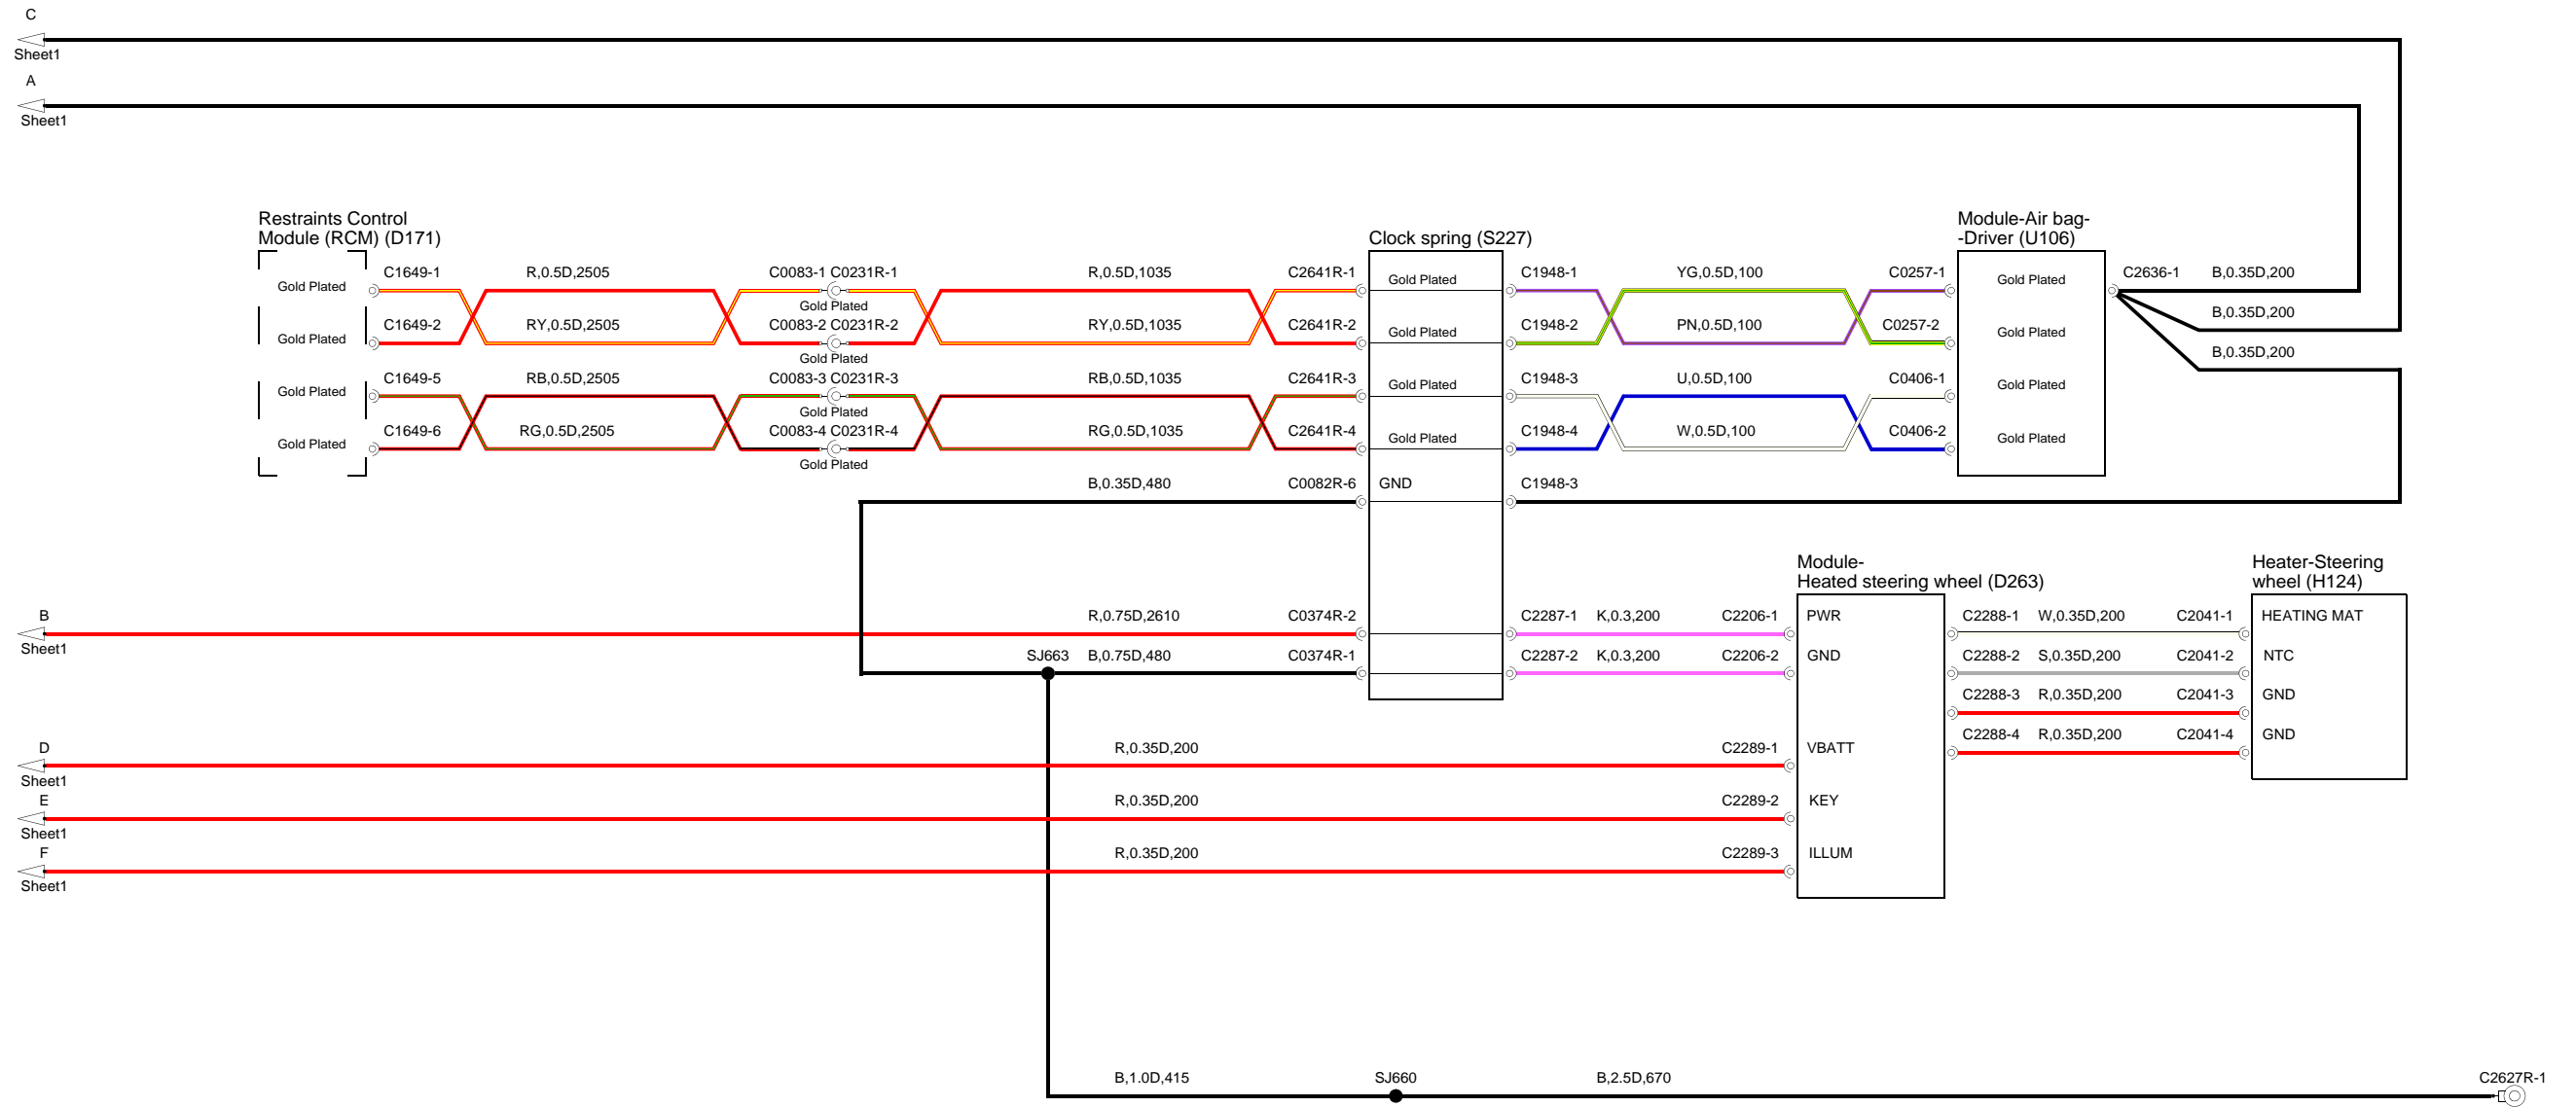 C
Sheet1
A
Sheet1
Restraints Control
Module (RCM) (D171)
Clock spring (S227)
Module-Air bag-
-Driver (U106)
Gold Plated
C1649-1
R,0.5D,2505
C0083-1 C0231R-1
Gold Plated
R,0.5D,1035
C2641R-1
Gold Plated
C1948-1
YG,0.5D,100
C0257-1
Gold Plated
C2636-1
B,0.35D,200
B,0.35D,200
B,0.35D,200
Gold Plated
C1649-2
RY,0.5D,2505
C0083-2 C0231R-2
Gold Plated
RY,0.5D,1035
C2641R-2
Gold Plated
C1948-2
PN,0.5D,100
C0257-2
Gold Plated
Gold Plated
C1649-5
RB,0.5D,2505
C0083-3 C0231R-3
Gold Plated
RB,0.5D,1035
C2641R-3
Gold Plated
C1948-3
U,0.5D,100
C0406-1
Gold Plated
Gold Plated
C1649-6
RG,0.5D,2505
C0083-4 C0231R-4
Gold Plated
RG,0.5D,1035
C2641R-4
Gold Plated
C1948-4
W,0.5D,100
C0406-2
Gold Plated
B,0.35D,480
C0082R-6
GND
C1948-3
Module-
Heated steering wheel (D263)
Heater-Steering
wheel (H124)
B
Sheet1
R,0.75D,2610
C0374R-2
C2287-1
K,0.3,200
C2206-1
PWR
C2288-1
W,0.35D,200
C2041-1
HEATING MAT
SJ663
B,0.75D,480
C0374R-1
C2287-2
K,0.3,200
C2206-2
GND
C2288-2
S,0.35D,200
C2041-2
NTC
C2288-3
R,0.35D,200
C2041-3
GND
C2288-4
R,0.35D,200
C2041-4
GND
D
Sheet1
R,0.35D,200
C2289-1
VBATT
E
Sheet1
R,0.35D,200
C2289-2
KEY
F
Sheet1
R,0.35D,200
C2289-3
ILLUM
B,1.0D,415
SJ660
B,2.5D,670
C2627R-1